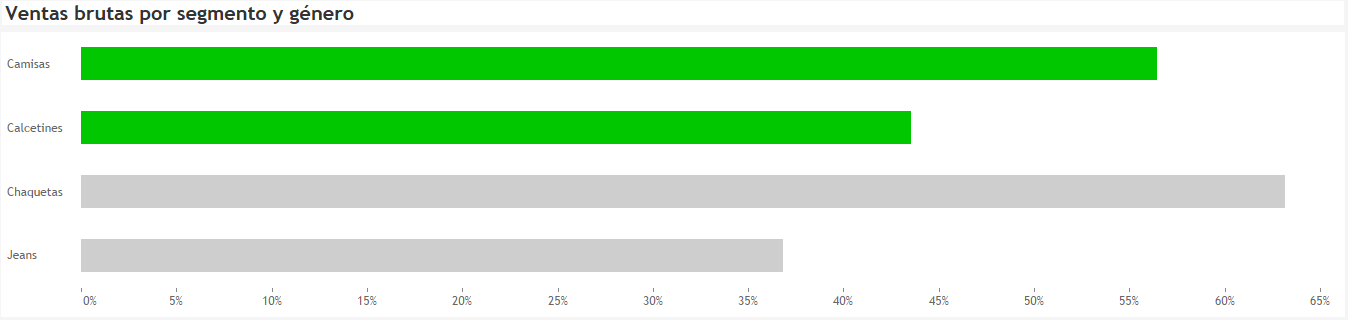 Ventas brutas por segmento y género
Camisas
Calcetines
Chaquetas
Jeans
0% 5% 10% 15% 20% 25% 30% 35% 40% 45% 50% 55% 60% 65%